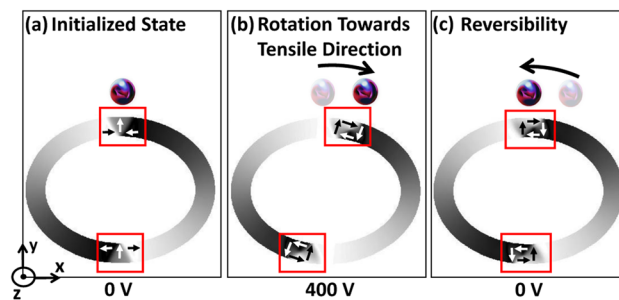 (a) Initialized State
(b) Rotation Towards
Tensile Direction
(c) Reversibility
y
z
x
0 V
400 V
0 V